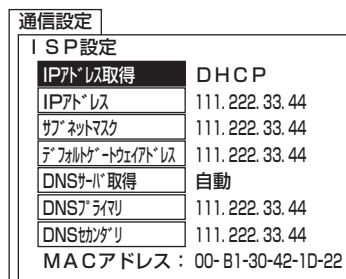 通信設定
ＩＳＰ設定
IPｱﾄﾞﾚｽ取得 ＤＨＣＰ
IPｱﾄﾞﾚｽ 111.222.33.44
ｻﾌﾞﾈｯﾄﾏｽｸ 111.222.33.44
ﾃﾞﾌｫﾙﾄｹﾞｰﾄｳｪｲｱﾄﾞﾚｽ 111.222.33.44
DNSｻｰﾊﾞ取得 自動
DNSﾌﾟﾗｲﾏﾘ 111.222.33.44
DNSｾｶﾝﾀﾞﾘ 111.222.33.44
ＭＡＣアドレス：00-B1-30-42-1D-22